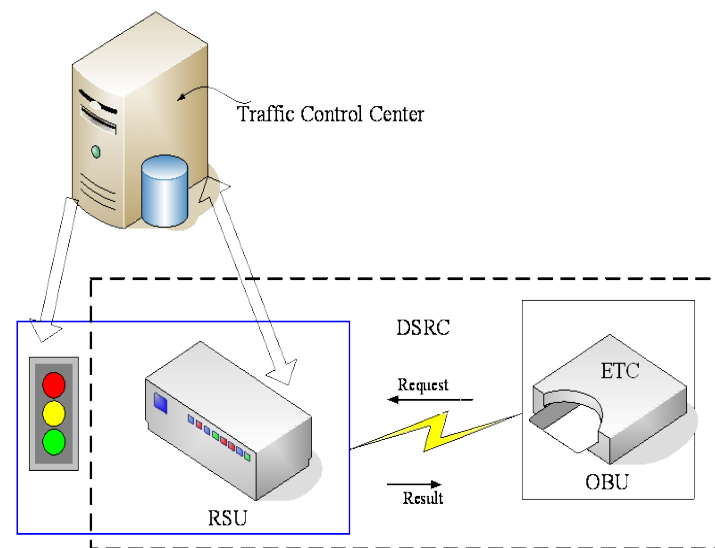 Traffic Control Center
DSRC
ETC
Request
OBU
Result
RSU